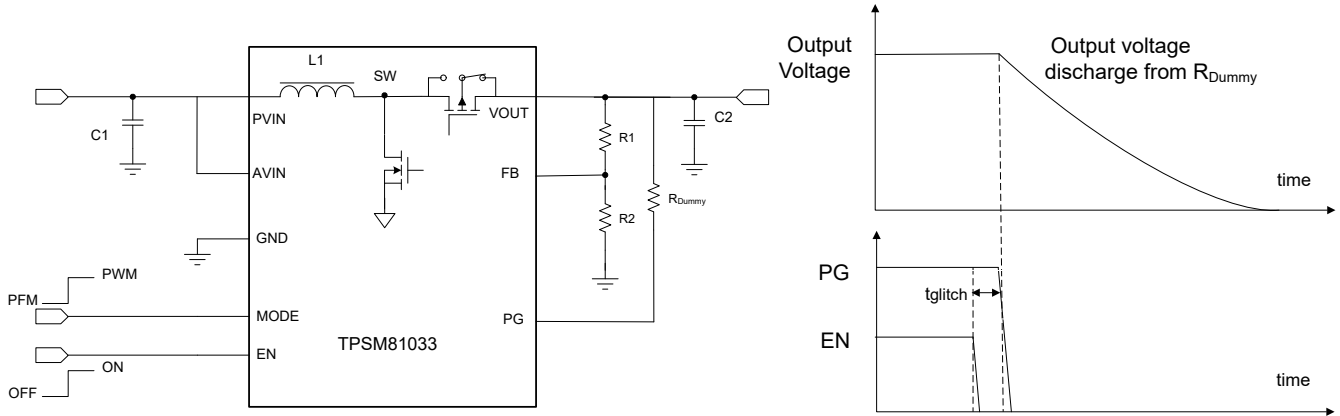 L1
SW
C1
PVIN
VOUT
R1
C2
AVIN
FB
R2
RDummy
GND
PWM
PFM
MODE
PG
TPSM81033
EN
ON
OFF
Output
Voltage
Output voltage
discharge from RDummy
time
PG
tglitch
EN
time